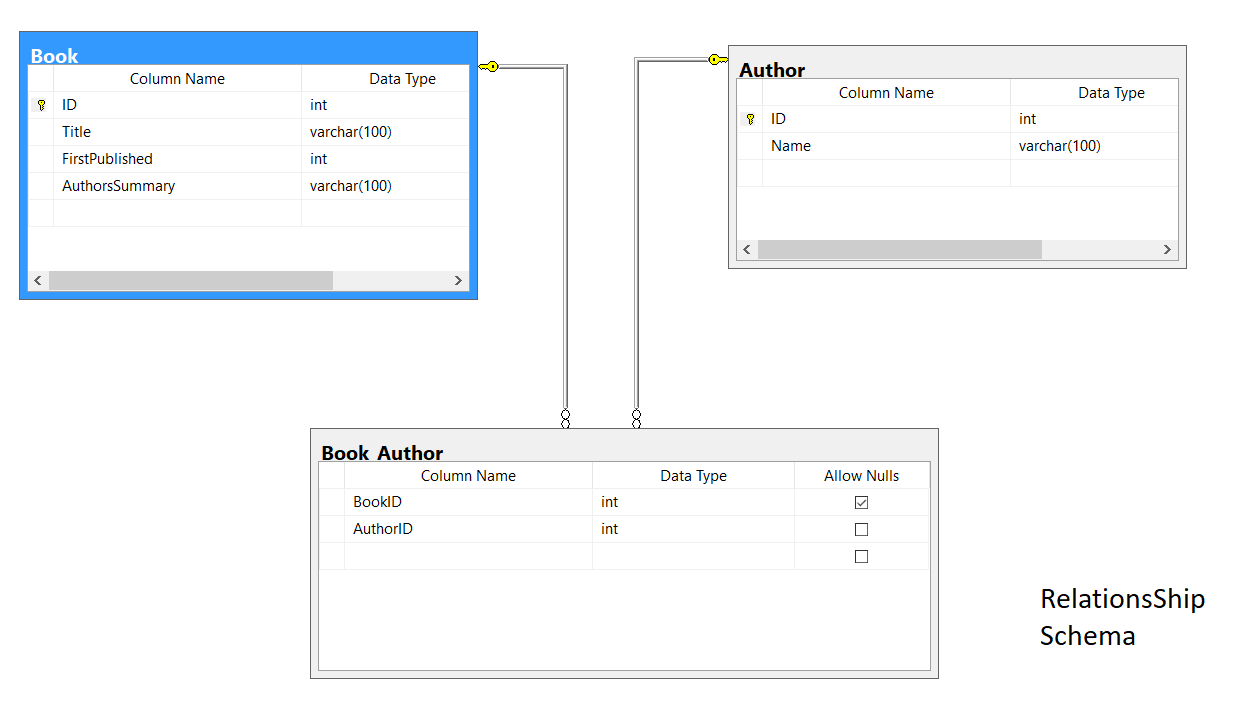 Book
Column Name Data Type
ID int
Title varchar(100)
FirstPublished int
AuthorsSummary varchar(100)
Author
Column Name Data Type
ID int
Name varchar(100)
Book_Author
Column Name Data Type Allow Nulls
BookID int
AuthorID int
RelationsShip
Schema